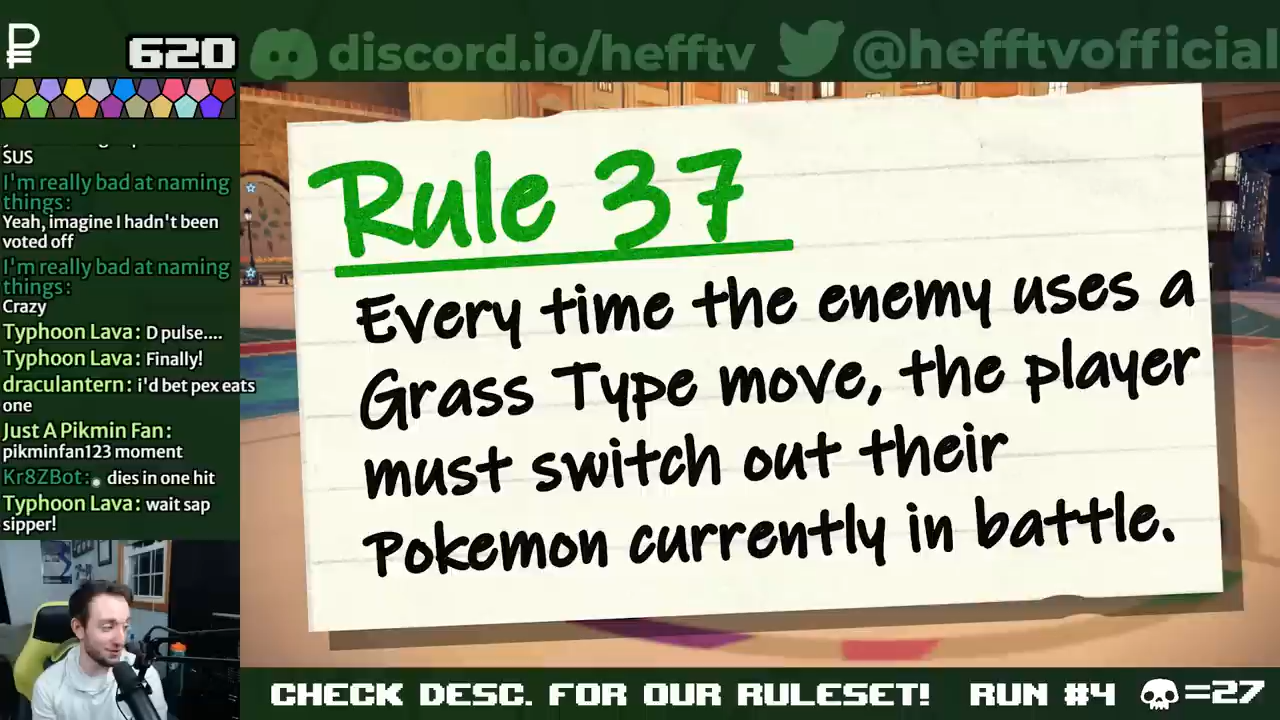 620
discord.io/hefftv
@hefftvofficial
SUS
I'm really bad at naming
things:
Yeah, imagine I hadn't been
voted off
I'm really bad at naming
things:
Crazy
Typhoon Lava: D pulse....
Typhoon Lava: Finally!
draculantern: i'd bet pex eats
one
Just A Pikmin Fan:
pikminfan123 moment
Kr8ZBot: dies in one hit
Typhoon Lava: wait sap
sipper!
Rule 37
Every time the enemy uses a
Grass Type move, the player
must switch out their
Pokemon currently in battle.
CHECK DESC. FOR OUR RULESET!
RUN #4
=27